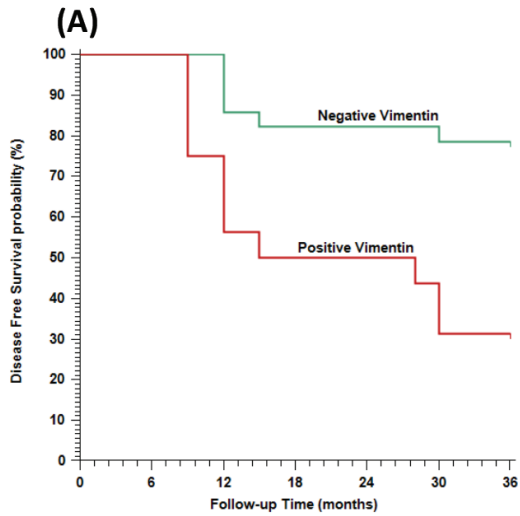 (A)
100
90
80
70
60
50
40
30
20
10
0
Disease Free Survival probability (%)
Negative Vimentin
Positive Vimentin
0 6 12 18 24 30 36
Follow-up Time (months)